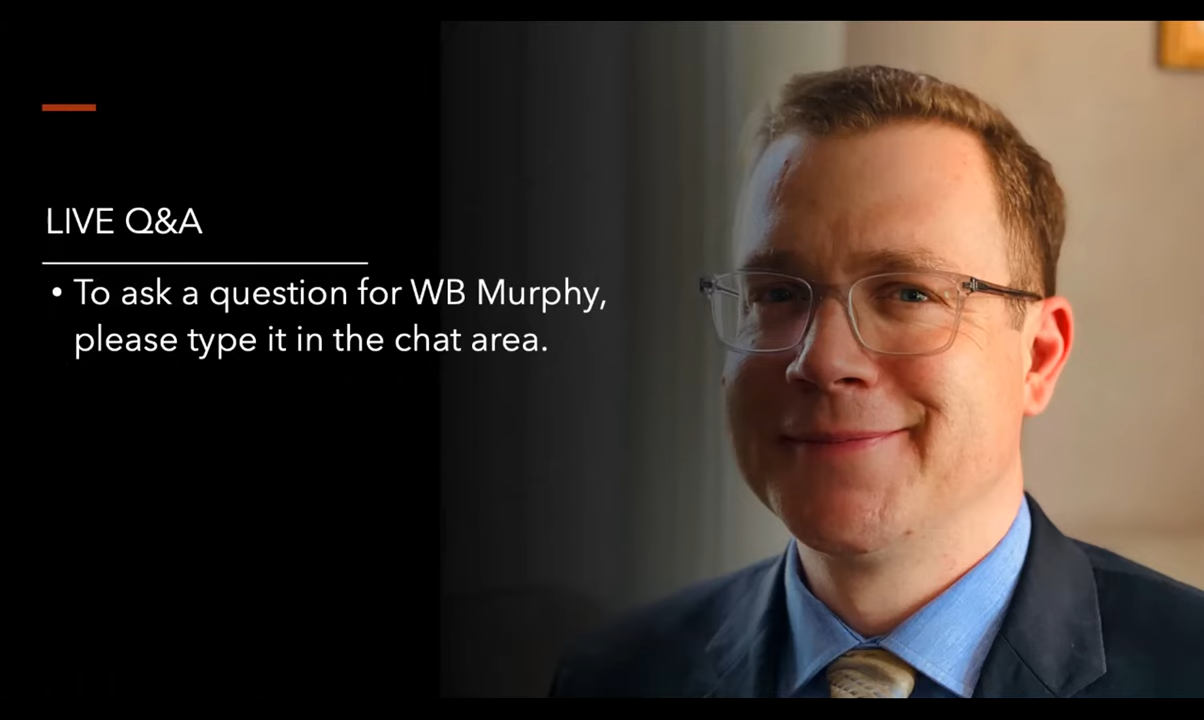 LIVE Q&A
• To ask a question for WB Murphy,
please type it in the chat area.